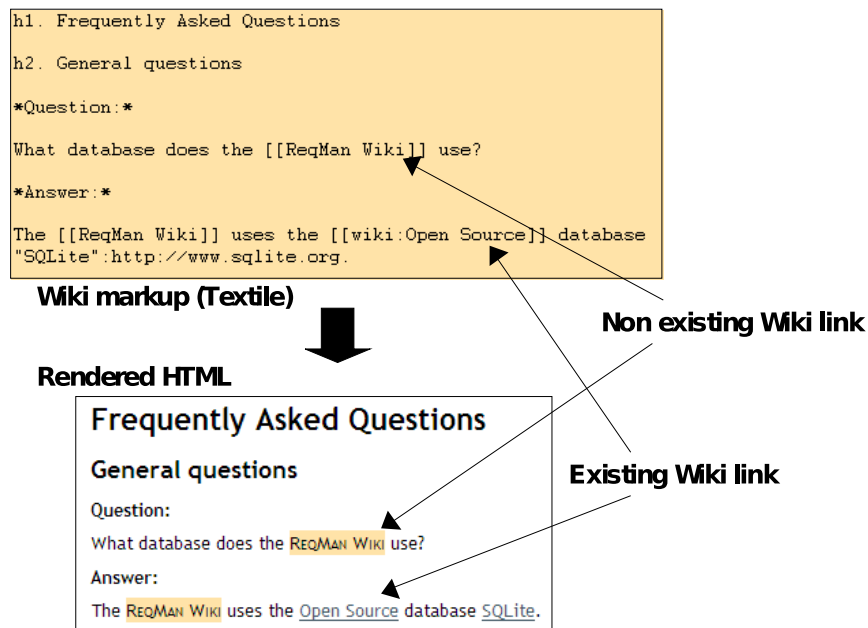 h1. Frequently Asked Questions
h2. General questions
*Question:*
What database does the [[ReqMan Wiki]] use?
*Answer:*
The [[ReqMan Wiki]] uses the [[wiki:Open Source]] database
"SQLite":http://www.sqlite.org.
Wiki markup (Textile)
Non existing Wiki link
Rendered HTML
Frequently Asked Questions
General questions
Existing Wiki link
Question:
What database does the ReqMan Wiki use?
Answer:
The ReqMan Wiki uses the Open Source database SQLite.